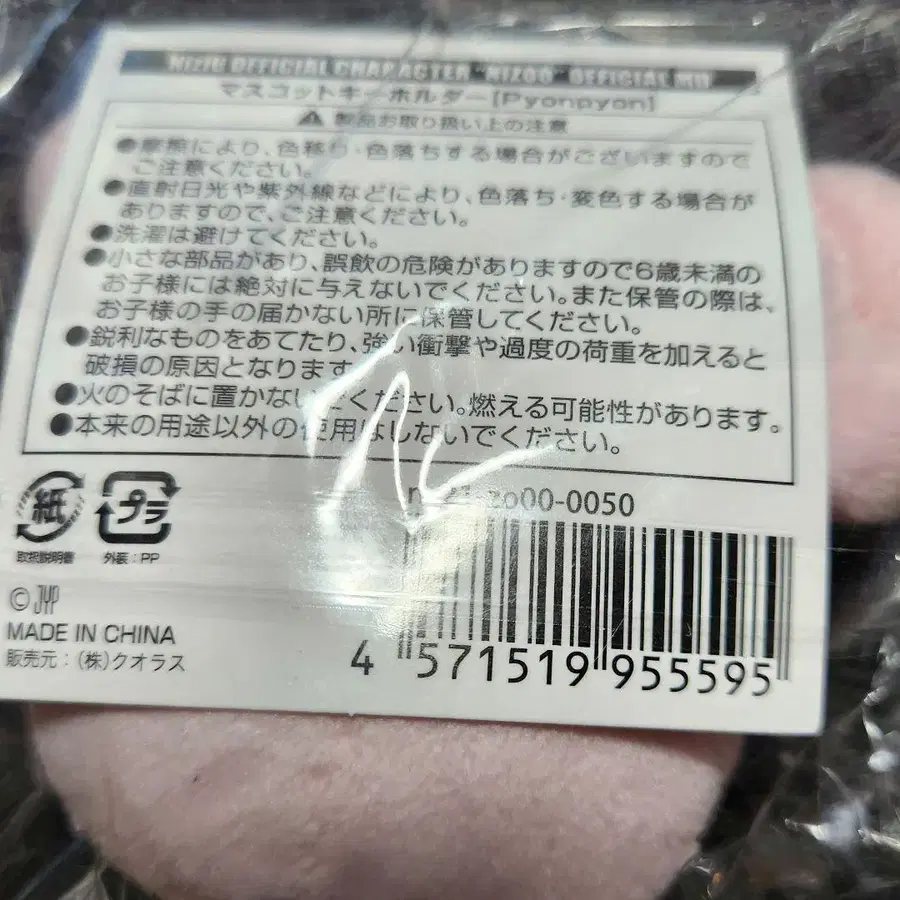 NiziU OFFICIAL CHARACTER "NIZOO" OFFICIAL MD
マスコットキーホルダー[Pyonpyon]
製品お取り扱い上の注意
●摩擦により、色移り・色落ちする場合がございますので
ご注意ください。
●直射日光や紫外線などにより、色落ち・変色する場合が
ありますので、ご注意ください。
●洗濯は避けてください。
●小さな部品があり、誤飲の危険がありますので6歳未満の
お子様には絶対に与えないでください。また保管の際は、
お子様の手の届かない所に保管してください。
●鋭利なものをあてたり、強い衝撃や過度の荷重を加えると
破損の原因となります
●火のそばに置かないでください。燃える可能性があります。
●本来の用途以外の使用はしないでください。
zo00-0050
紙
プラ
取扱説明書
外装:PP
© JYP
MADE IN CHINA
販売元:(株)クオラス
4 571519 955595